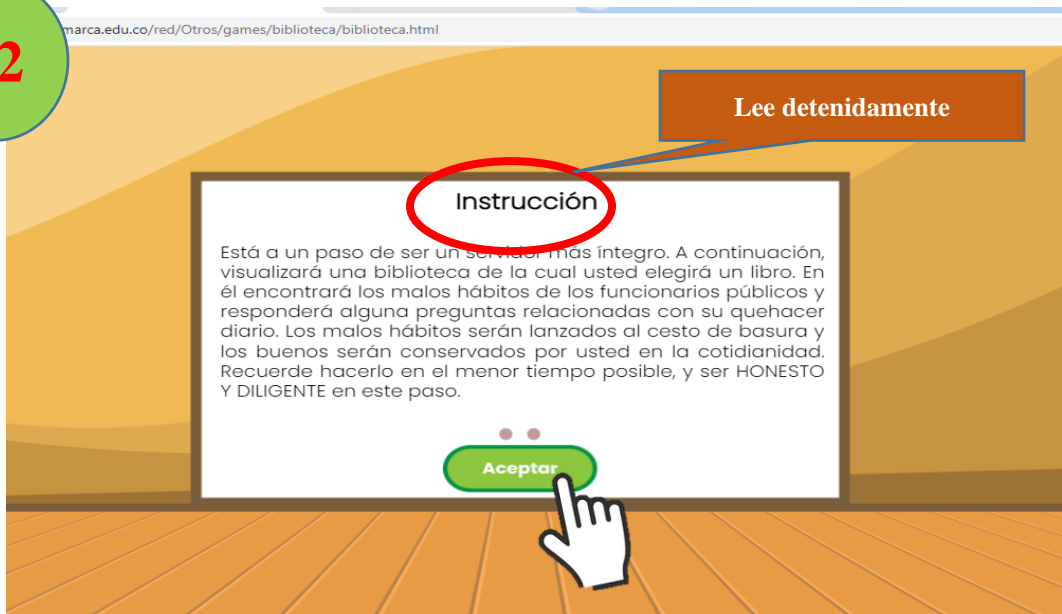 marca.edu.co/red/Otros/games/biblioteca/biblioteca.html
2
Lee detenidamente
Instrucción
Está a un paso de ser un servidor más íntegro. A continuación,
visualizará una biblioteca de la cual usted elegirá un libro. En
él encontrará los malos hábitos de los funcionarios públicos y
responderá alguna preguntas relacionadas con su quehacer
diario. Los malos hábitos serán lanzados al cesto de basura y
los buenos serán conservados por usted en la cotidianidad.
Recuerde hacerlo en el menor tiempo posible, y ser HONESTO
Y DILIGENTE en este paso.
Aceptar